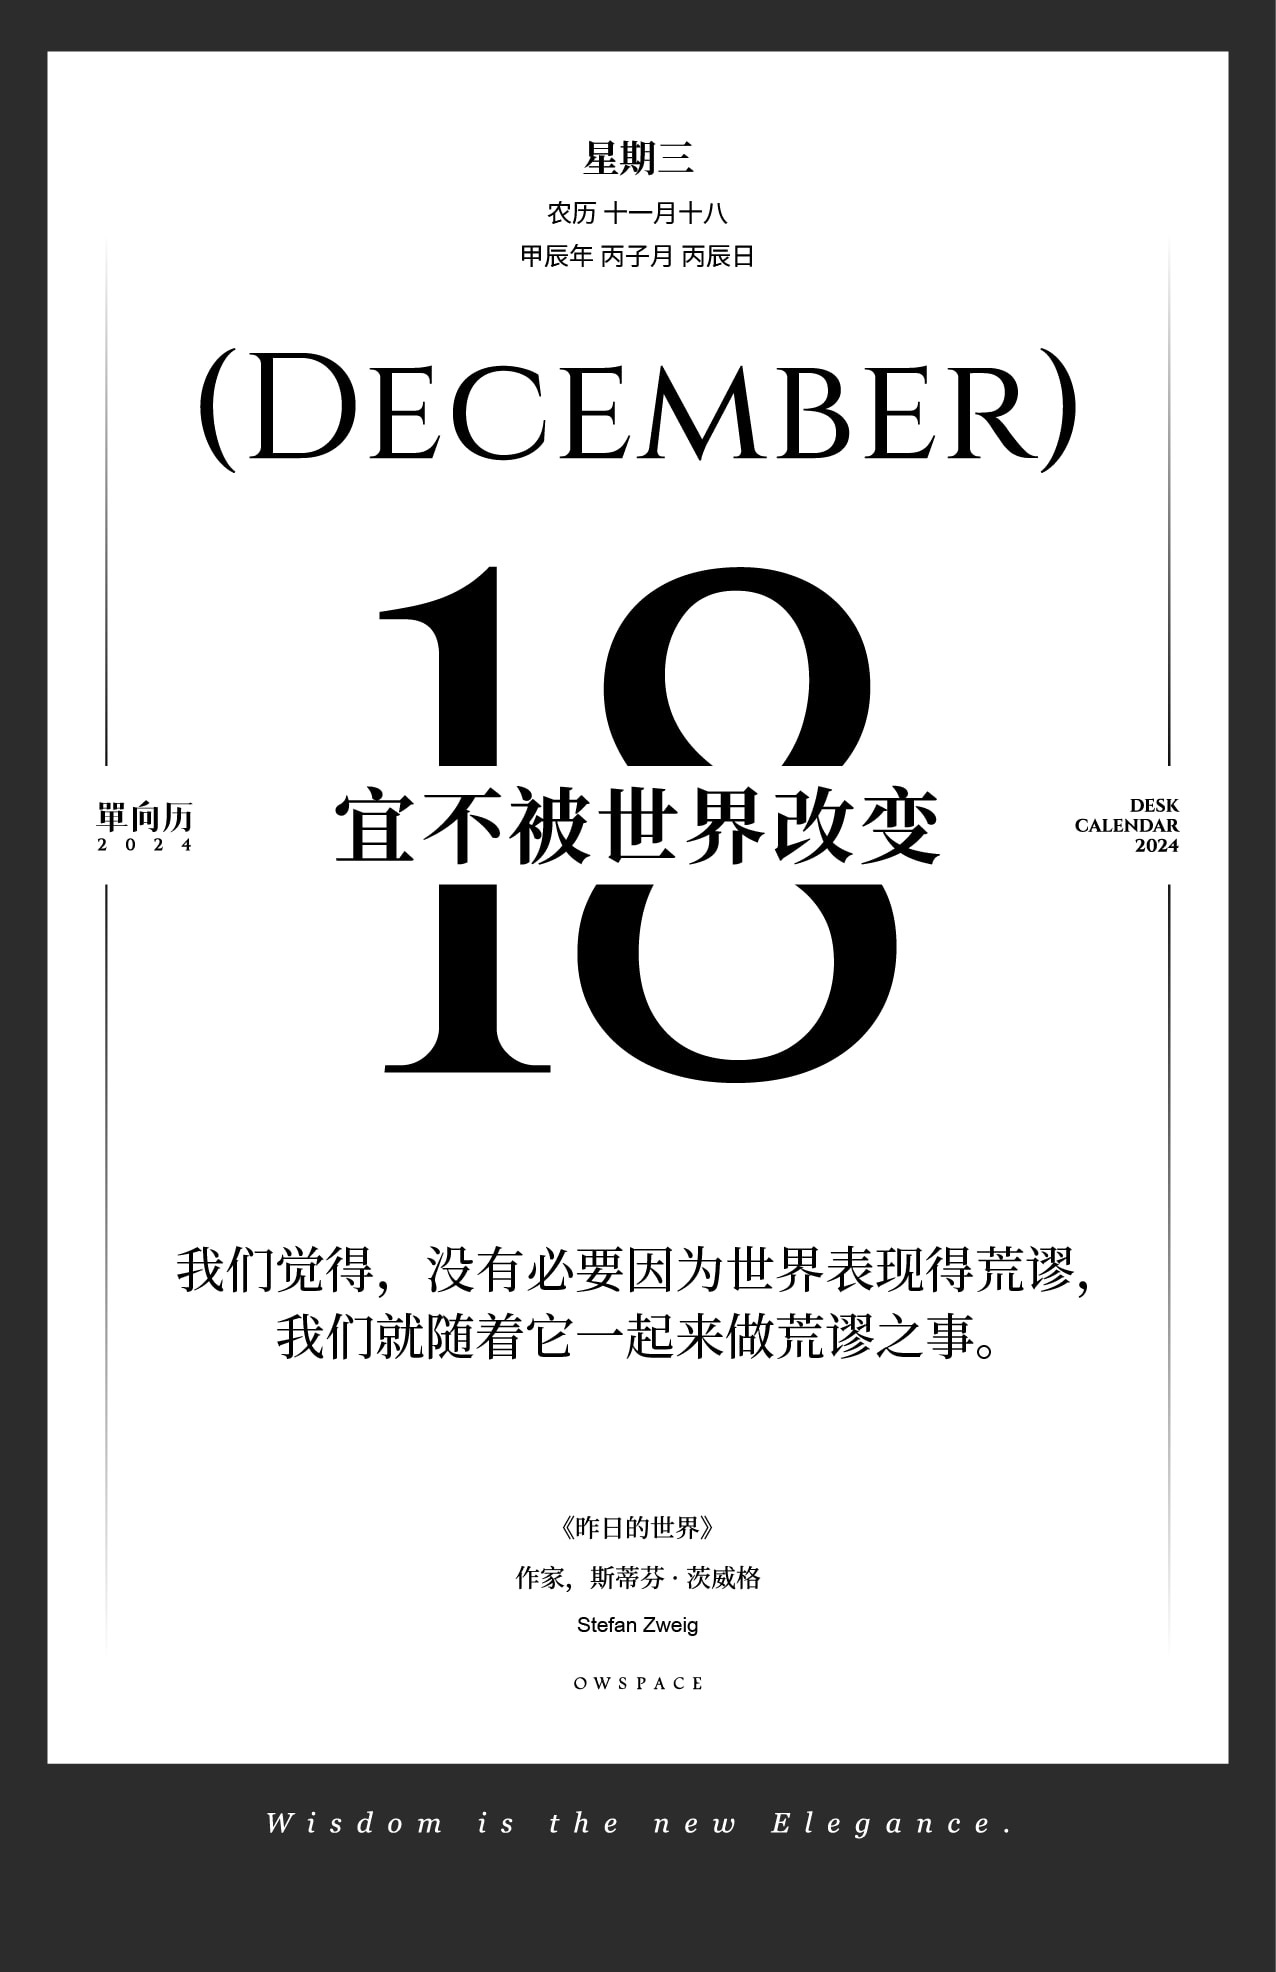 星期三
农历 十一月十八
甲辰年 丙子月 丙辰日
(DECEMBER)
18
單向历
2024
宜不被世界改变
DESK
CALENDAR
2024
我们觉得，没有必要因为世界表现得荒谬，
我们就随着它一起来做荒谬之事。
《昨日的世界》
作家，斯蒂芬·茨威格
Stefan Zweig
OWSPACE
Wisdom is the new Elegance.